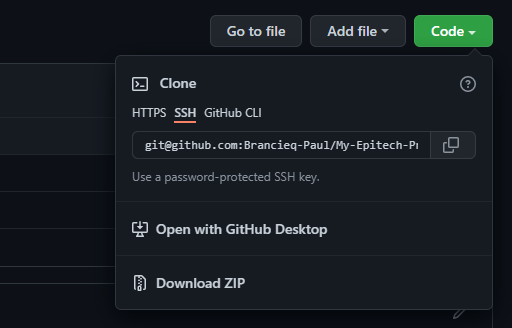 Go to file Add file Code
Clone
HTTPS SSH GitHub CLI
git@github.com:Brancieq-Paul/My-Epitech-Pr
Use a password-protected SSH key.
Open with GitHub Desktop
Download ZIP